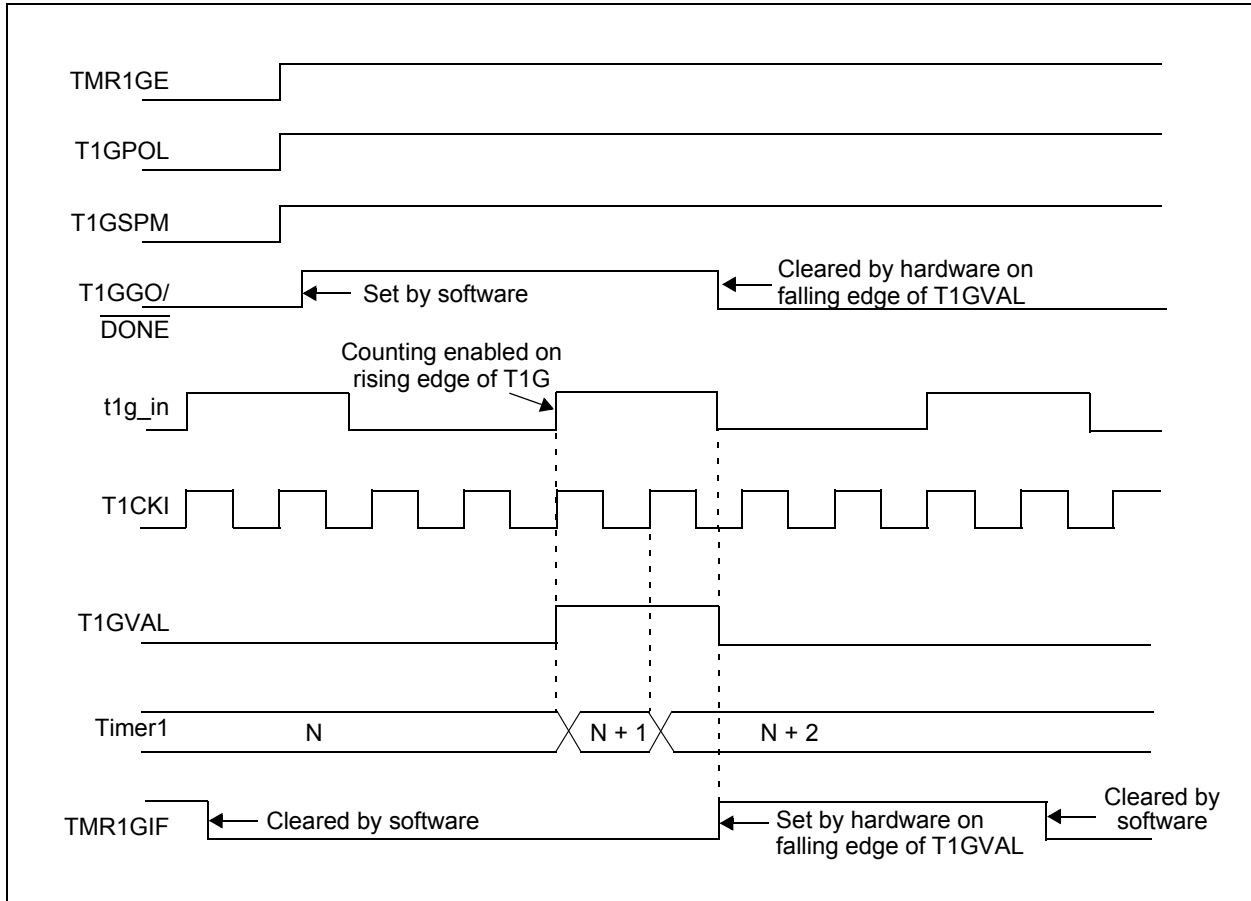 TMR1GE
T1GPOL
T1GSPM
T1GGO/
DONE
Set by software
Cleared by hardware on
falling edge of T1GVAL
Counting enabled on
rising edge of T1G
t1g_in
T1CKI
T1GVAL
Timer1
N
N + 1
N + 2
TMR1GIF
Cleared by software
Set by hardware on
falling edge of T1GVAL
Cleared by
software